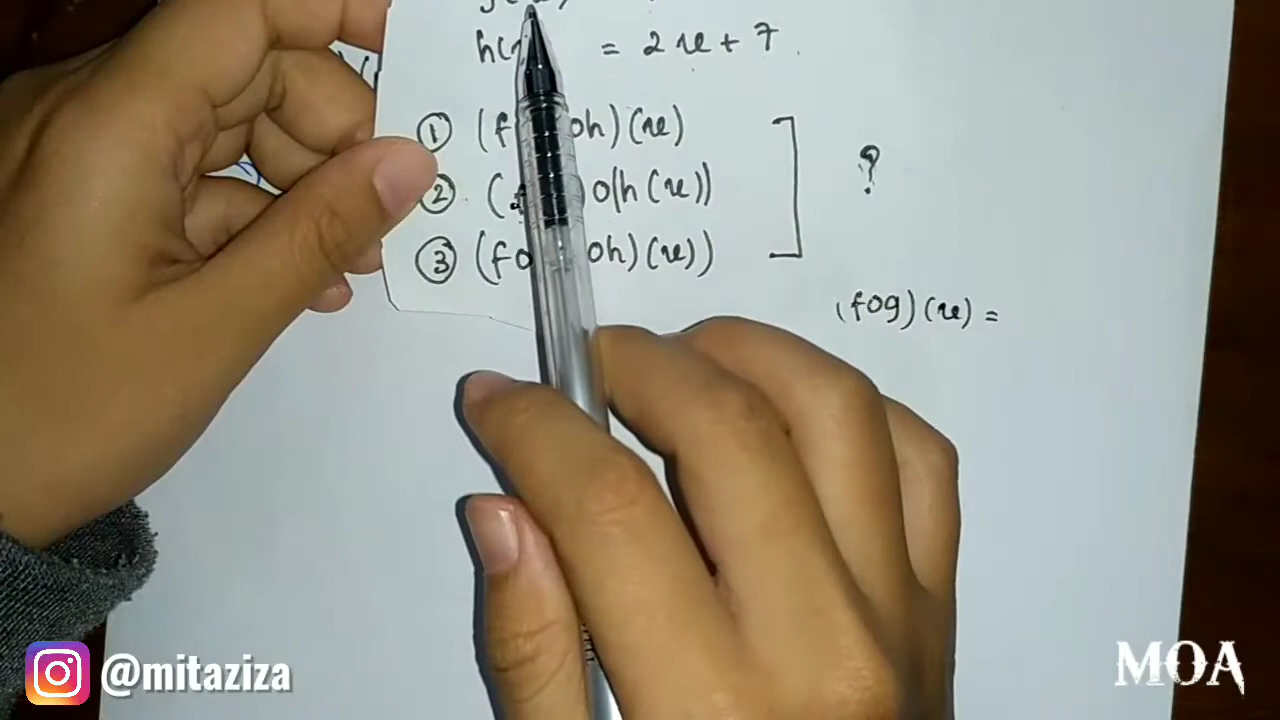 h( = 2x + 7
① (f oh)(x)
② ( o(h(x))
③ (fo oh)(x))
?
(fog)(x) =
@mitaziza
MOA